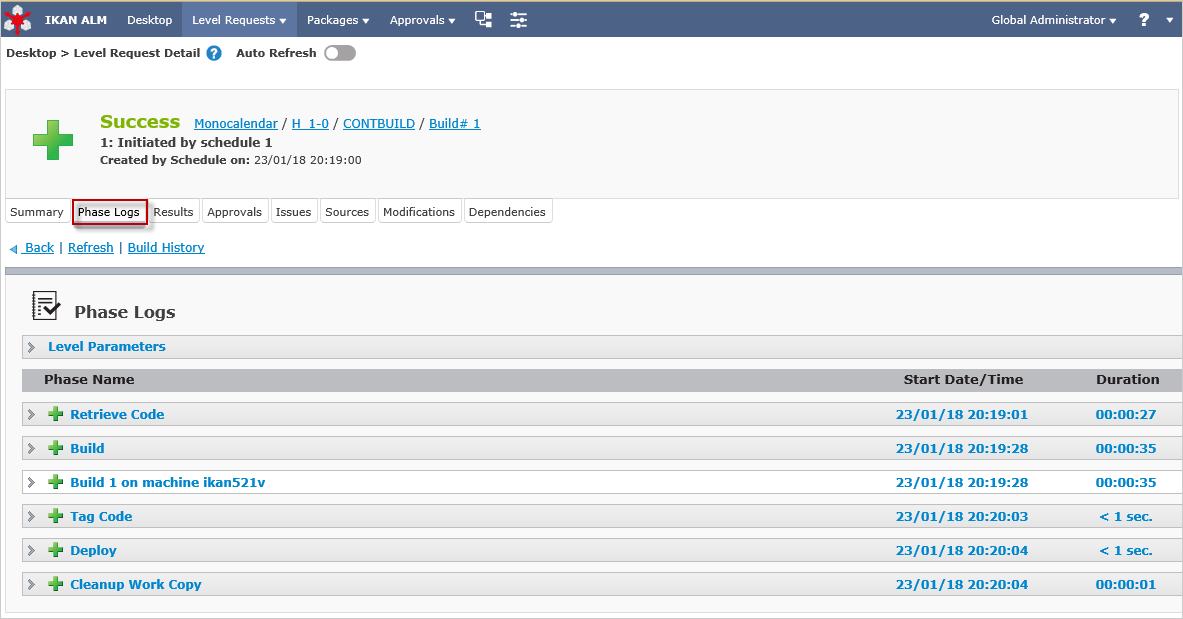 IKAN ALM Desktop Level Requests Packages Approvals Global Administrator ?
Desktop > Level Request Detail ? Auto Refresh
Success Monocalendar / H_1-0 / CONTBUILD / Build# 1
1: Initiated by schedule 1
Created by Schedule on: 23/01/18 20:19:00
Summary Phase Logs Results Approvals Issues Sources Modifications Dependencies
Back | Refresh | Build History
Phase Logs
Level Parameters
Phase Name Start Date/Time Duration
Retrieve Code 23/01/18 20:19:01 00:00:27
Build 23/01/18 20:19:28 00:00:35
Build 1 on machine ikan521v 23/01/18 20:19:28 00:00:35
Tag Code 23/01/18 20:20:03 < 1 sec.
Deploy 23/01/18 20:20:04 < 1 sec.
Cleanup Work Copy 23/01/18 20:20:04 00:00:01